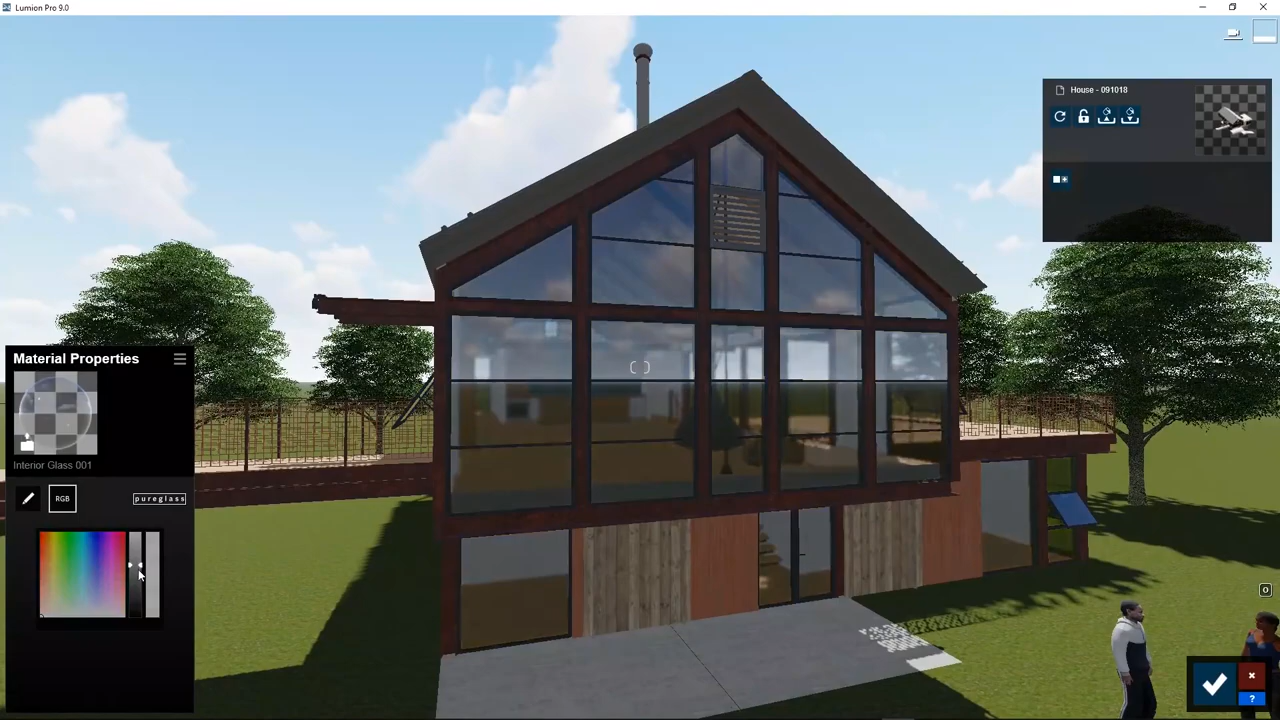 Lumion Pro 9.0
House - 091018
Material Properties
Interior Glass 001
RGB
pureglass
O
?